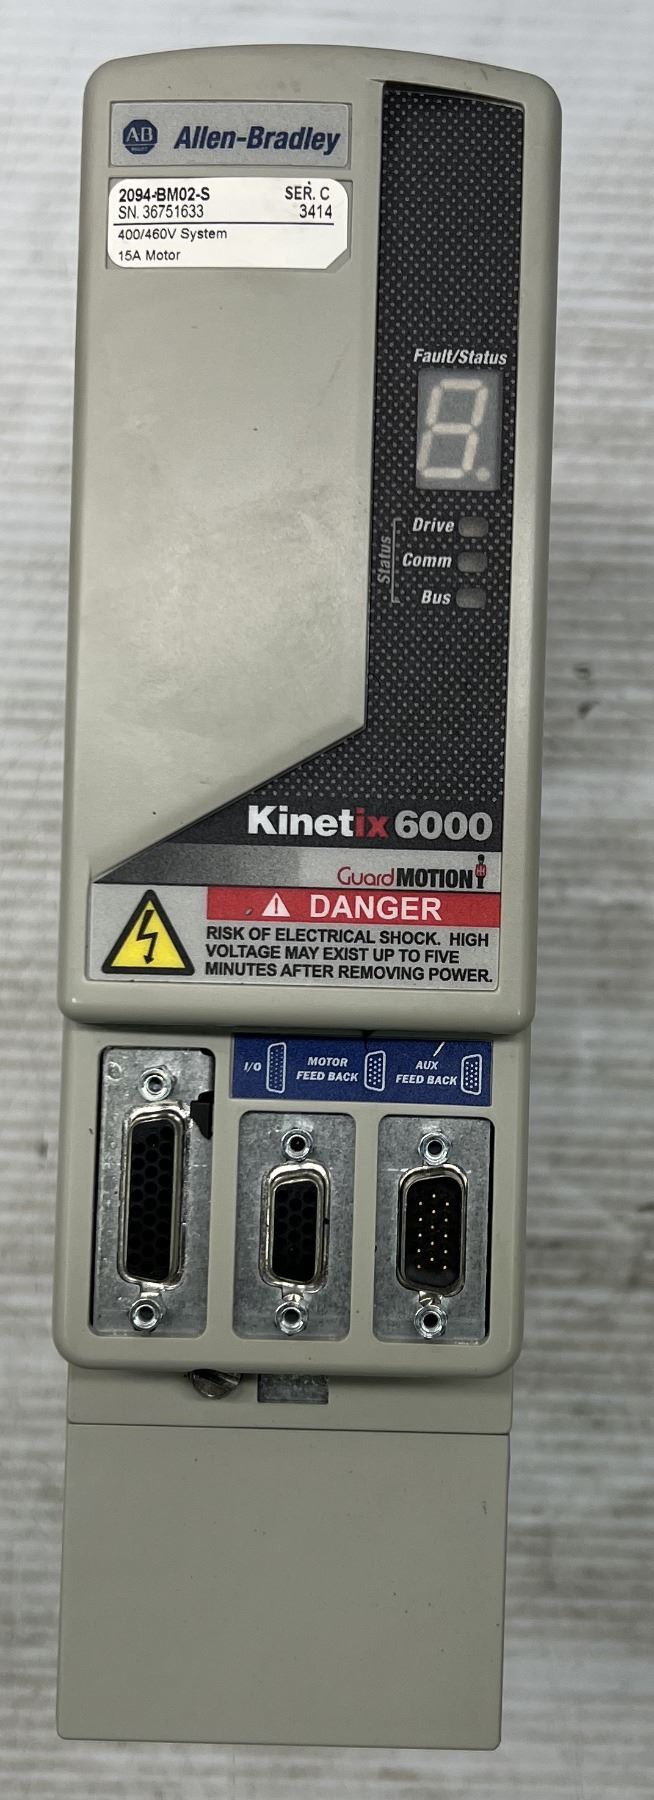 AB
Allen-Bradley
2094-BM02-S SER. C
SN. 36751633 3414
400/460V System
15A Motor
Fault/Status
8.
Status
Drive
Comm
Bus
Kinetix 6000
GuardMOTION
DANGER
RISK OF ELECTRICAL SHOCK. HIGH
VOLTAGE MAY EXIST UP TO FIVE
MINUTES AFTER REMOVING POWER.
I/O
MOTOR
FEED BACK
AUX
FEED BACK